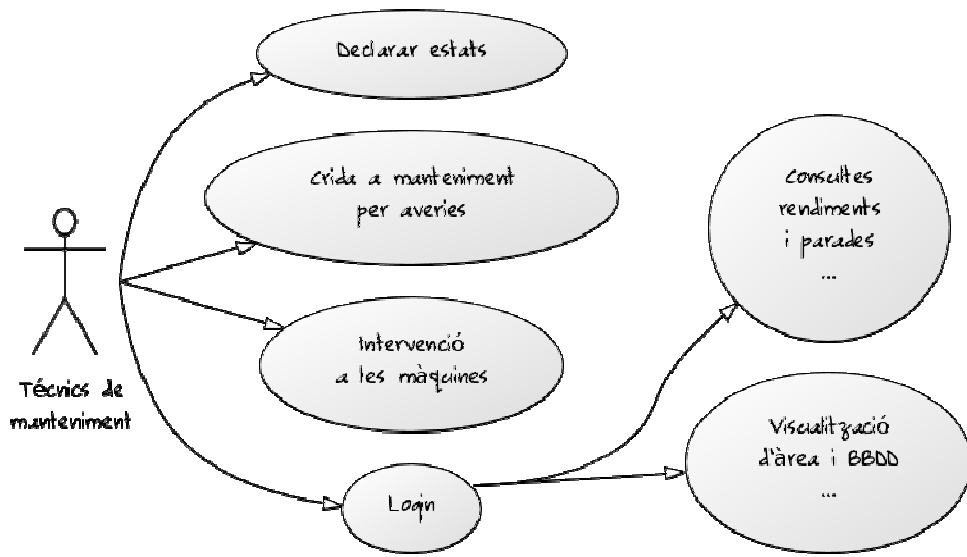 Declarar estats
Crida a manteniment
per averies
Intervenció
a les màquines
Login
Técnics de
manteniment
Consultes
rendiments
i parades
...
Visualització
d'àrea i BBDD
...